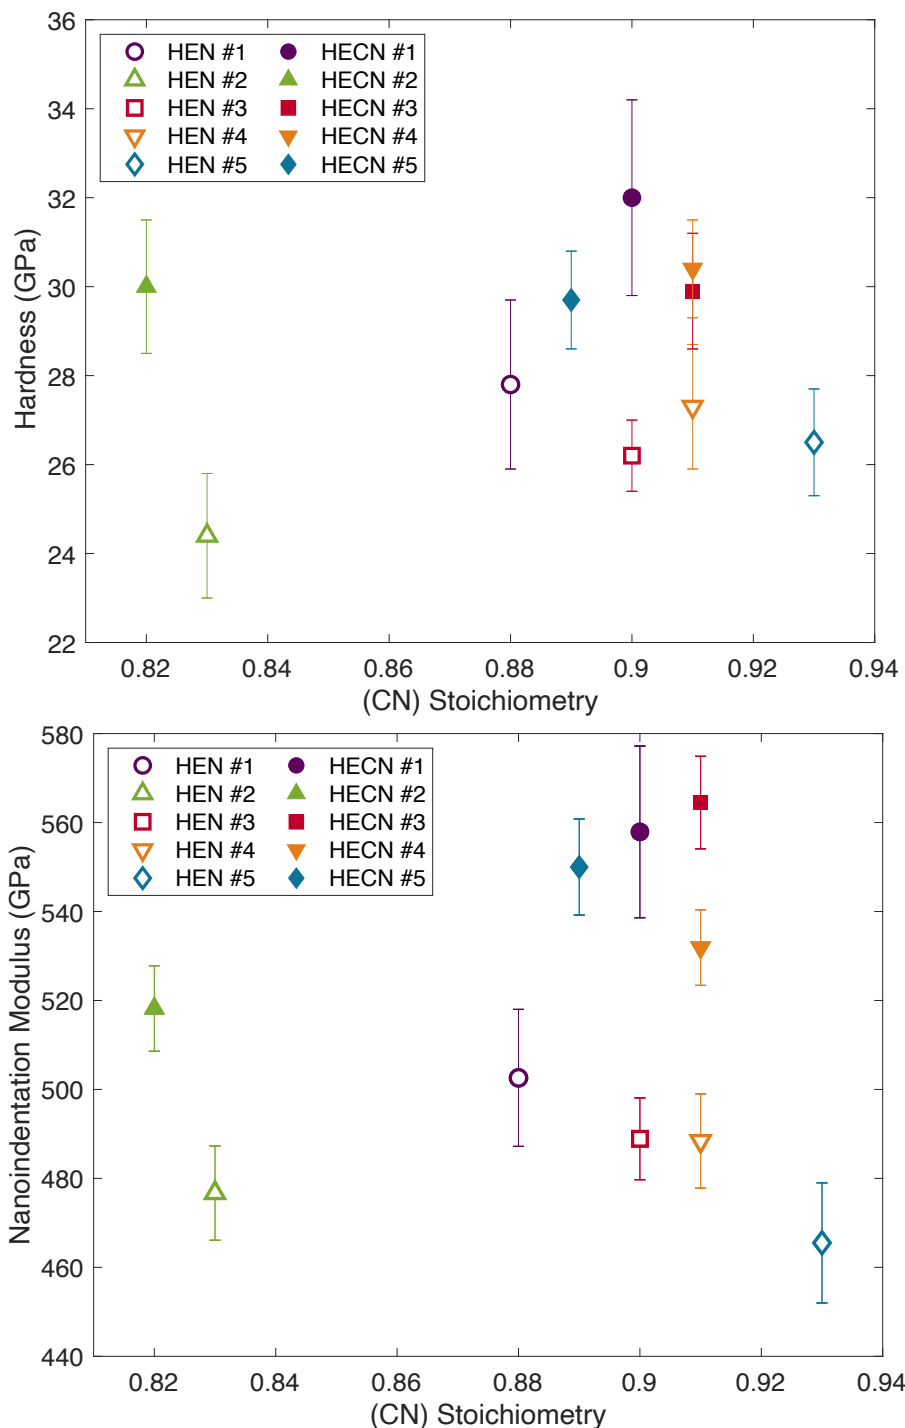 36
34
32
30
28
26
24
22
Hardness (GPa)
HEN #1 HECN #1
HEN #2 HECN #2
HEN #3 HECN #3
HEN #4 HECN #4
HEN #5 HECN #5
0.82 0.84 0.86 0.88 0.9 0.92 0.94
(CN) Stoichiometry
580
560
540
520
500
480
460
440
Nanoindentation Modulus (GPa)
HEN #1 HECN #1
HEN #2 HECN #2
HEN #3 HECN #3
HEN #4 HECN #4
HEN #5 HECN #5
0.82 0.84 0.86 0.88 0.9 0.92 0.94
(CN) Stoichiometry